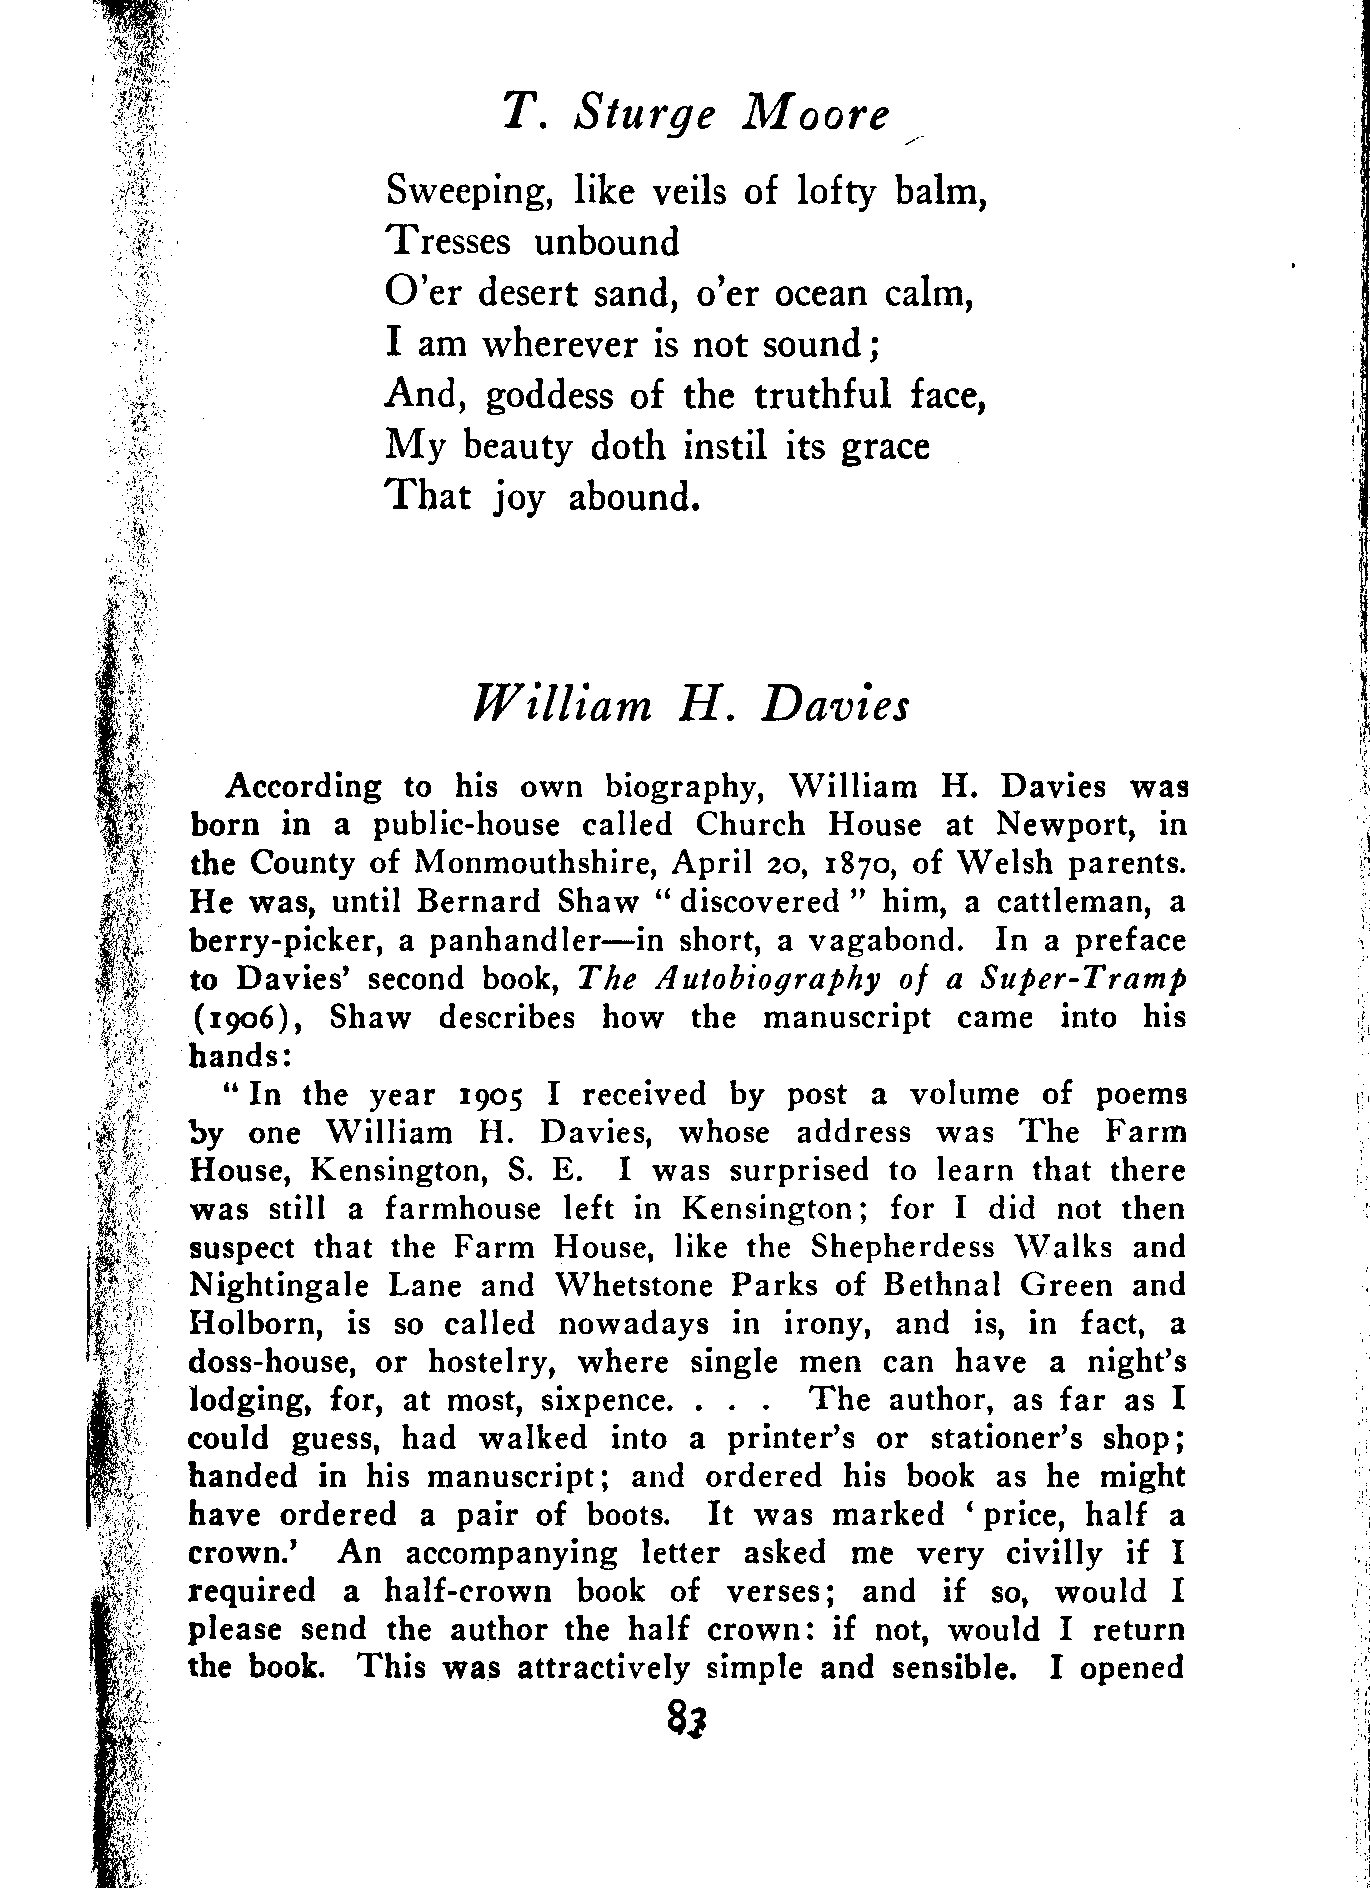 T. Sturge Moore
Sweeping, like veils of lofty balm,
Tresses unbound
O'er desert sand, o'er ocean calm,
I am wherever is not sound;
And, goddess of the truthful face,
My beauty doth instil its grace
That joy abound.
William H. Davies
According to his own biography, William H. Davies was
born in a public-house called Church House at Newport, in
the County of Monmouthshire, April 20, 1870, of Welsh parents.
He was, until Bernard Shaw “discovered” him, a cattleman, a
berry-picker, a panhandler—in short, a vagabond. In a preface
to Davies' second book, The Autobiography of a Super-Tramp
(1906), Shaw describes how the manuscript came into his
hands:
“In the year 1905 I received by post a volume of poems
by one William H. Davies, whose address was The Farm
House, Kensington, S. E. I was surprised to learn that there
was still a farmhouse left in Kensington; for I did not then
suspect that the Farm House, like the Shepherdess Walks and
Nightingale Lane and Whetstone Parks of Bethnal Green and
Holborn, is so called nowadays in irony, and is, in fact, a
doss-house, or hostelry, where single men can have a night's
lodging, for, at most, sixpence. . . . The author, as far as I
could guess, had walked into a printer's or stationer's shop;
handed in his manuscript; and ordered his book as he might
have ordered a pair of boots. It was marked ‘price, half a
crown.’ An accompanying letter asked me very civilly if I
required a half-crown book of verses; and if so, would I
please send the author the half crown: if not, would I return
the book. This was attractively simple and sensible. I opened
83